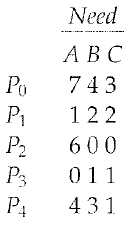 Need
A B C
P0 7 4 3
P1 1 2 2
P2 6 0 0
P3 0 1 1
P4 4 3 1